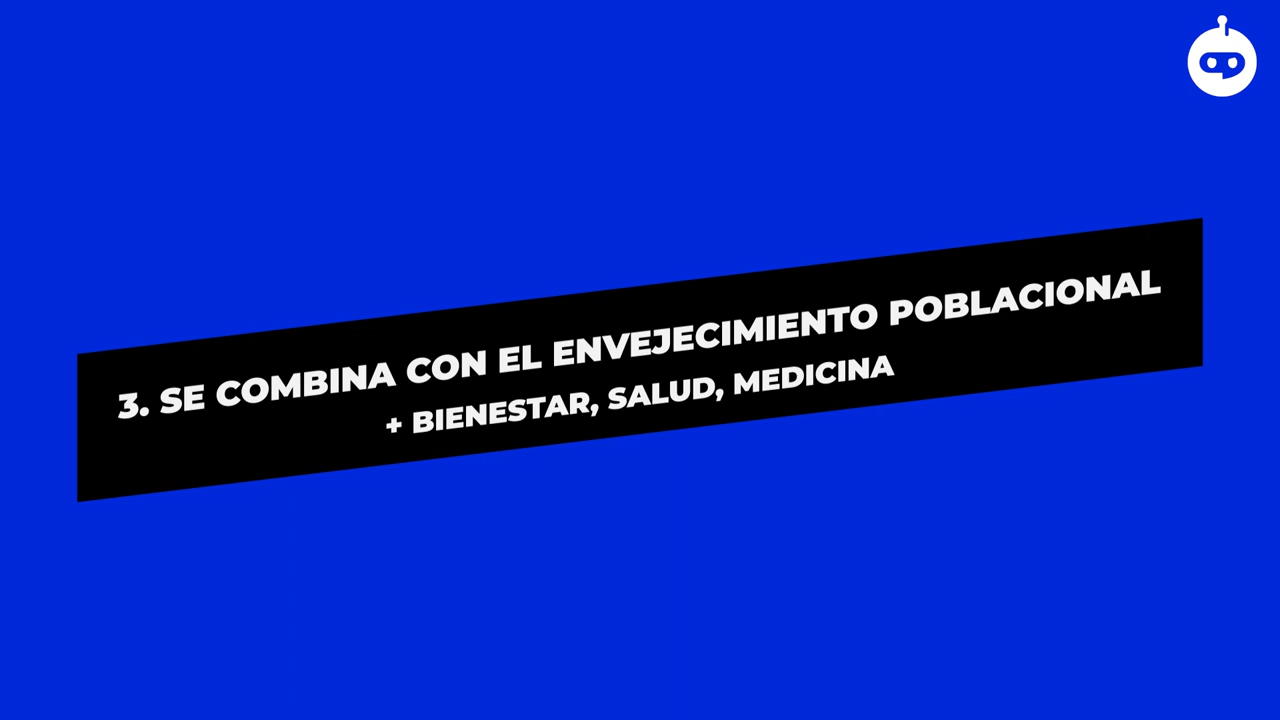 3. SE COMBINA CON EL ENVEJECIMIENTO POBLACIONAL
+ BIENESTAR, SALUD, MEDICINA